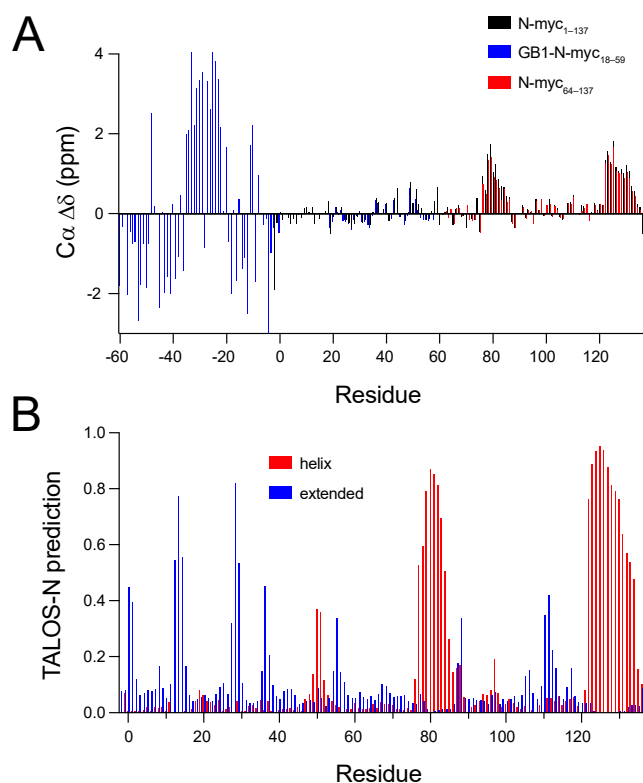 A
N-myc1–137
GB1-N-myc18–59
N-myc64–137
Cα Δδ (ppm)
4
2
0
-2
-60 -40 -20 0 20 40 60 80 100 120
Residue
B
helix
extended
TALOS-N prediction
1.0
0.8
0.6
0.4
0.2
0.0
0 20 40 60 80 100 120
Residue